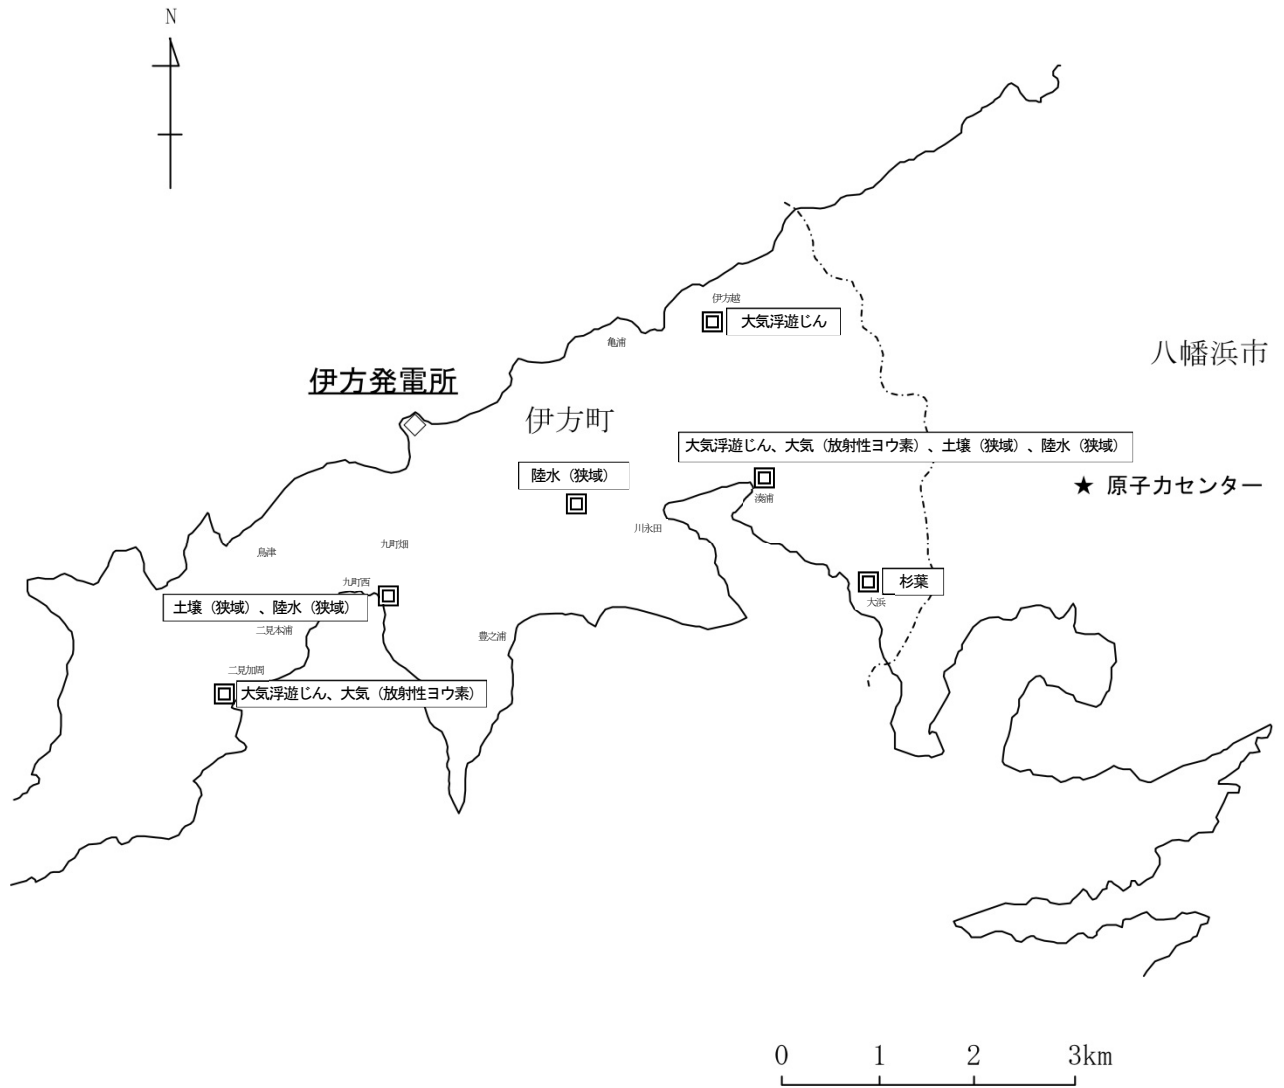 N
伊方越
大気浮遊じん
亀浦
八幡浜市
伊方発電所
伊方町
大気浮遊じん、大気（放射性ヨウ素）、土壌（狭域）、陸水（狭域）
陸水（狭域）
★ 原子力センター
湊浦
川永田
九町畑
鳥津
九町西
杉葉
大浜
土壌（狭域）、陸水（狭域）
二見本浦
豊之浦
二見加周
大気浮遊じん、大気（放射性ヨウ素）
0 1 2 3km